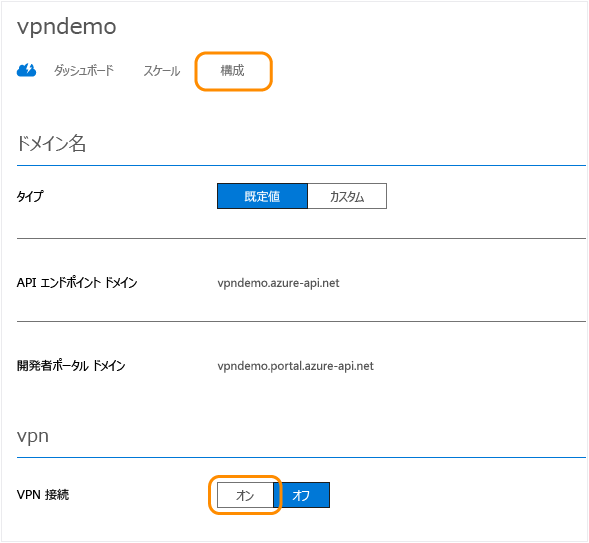 vpndemo
ダッシュボード スケール 構成
ドメイン名
タイプ 既定値 カスタム
API エンドポイント ドメイン vpndemo.azure-api.net
開発者ポータル ドメイン vpndemo.portal.azure-api.net
vpn
VPN 接続 オン オフ